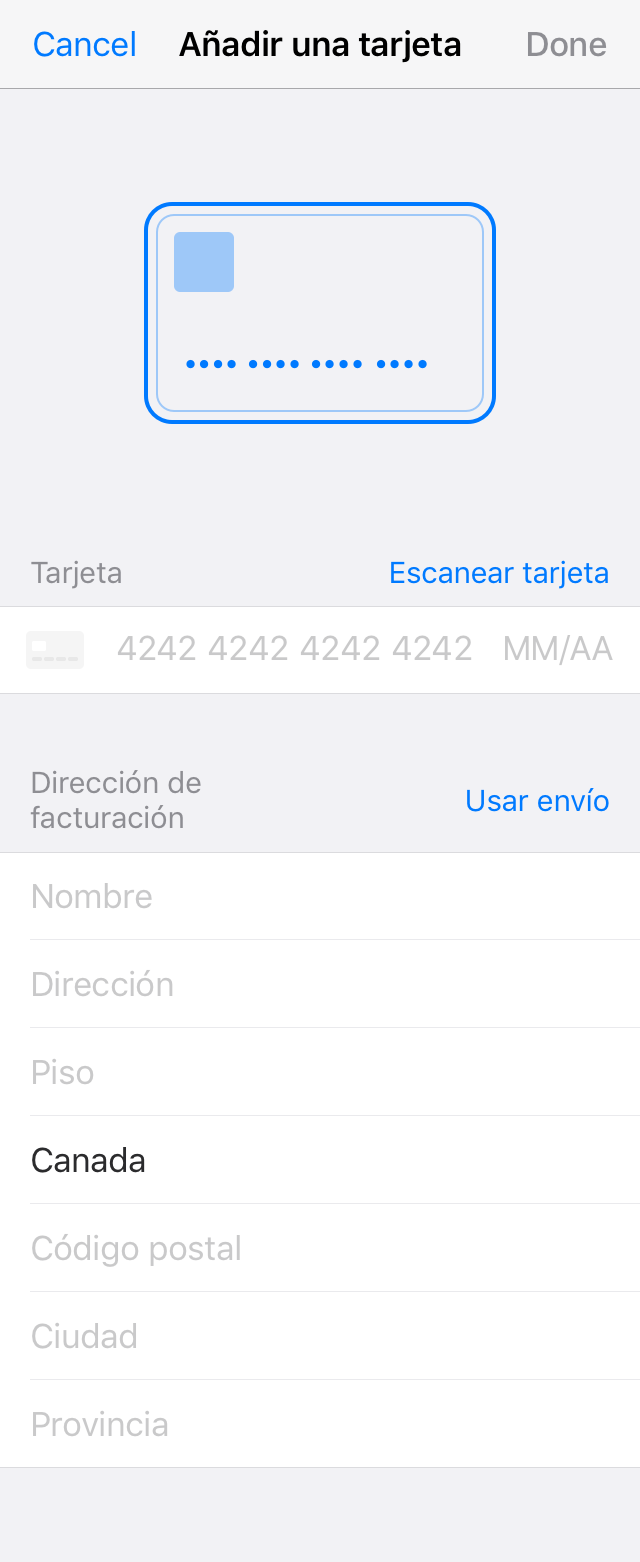 Cancel Añadir una tarjeta Done
Tarjeta Escanear tarjeta
4242 4242 4242 4242 MM/AA
Dirección de
facturación
Usar envío
Nombre
Dirección
Piso
Canada
Código postal
Ciudad
Provincia